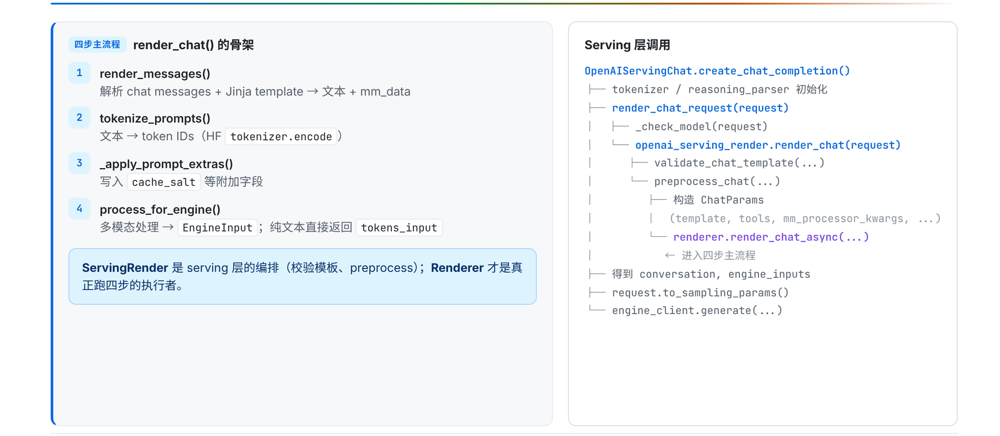 四步主流程 render_chat() 的骨架
1 render_messages()
解析 chat messages + Jinja template → 文本 + mm_data
2 tokenize_prompts()
文本 → token IDs（HF tokenizer.encode）
3 _apply_prompt_extras()
写入 cache_salt 等附加字段
4 process_for_engine()
多模态处理 → EngineInput；纯文本直接返回 tokens_input
ServingRender 是 serving 层的编排（校验模板、preprocess）；Renderer 才是真
正跑四步的执行者。
Serving 层调用
OpenAIServingChat.create_chat_completion()
├── tokenizer / reasoning_parser 初始化
├── render_chat_request(request)
│   ├── _check_model(request)
│   └── openai_serving_render.render_chat(request)
│       ├── validate_chat_template(...)
│       └── preprocess_chat(...)
│           ├── 构造 ChatParams
│           │   (template, tools, mm_processor_kwargs, ...)
│           └── renderer.render_chat_async(...)
│               ← 进入四步主流程
├── 得到 conversation, engine_inputs
├── request.to_sampling_params()
└── engine_client.generate(...)